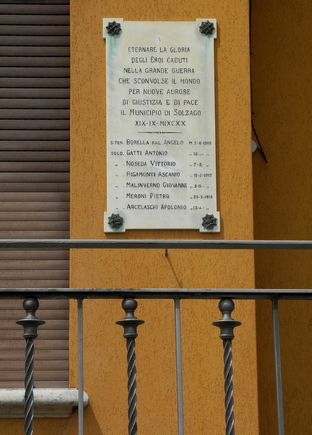 A
ETERNARE LA GLORIA
DEGLI EROI CADUTI
NELLA GRANDE GUERRA
CHE SCONVOLSE IL MONDO
PER NUOVE AURORE
DI GIUSTIZIA E DI PACE
IL MUNICIPIO DI SOLZAGO
XIX-IX-MIXCXX
BORELLA RAG. ANGELO
SOLD. GATTI ANTONIO
„ NOSEDA VITTORIO
„ RIGAMONTI ASCANIO
„ MALINVERNO GIOVANNI
„ MERONI PIETRO
„ ARCELASCHI APOLONIO